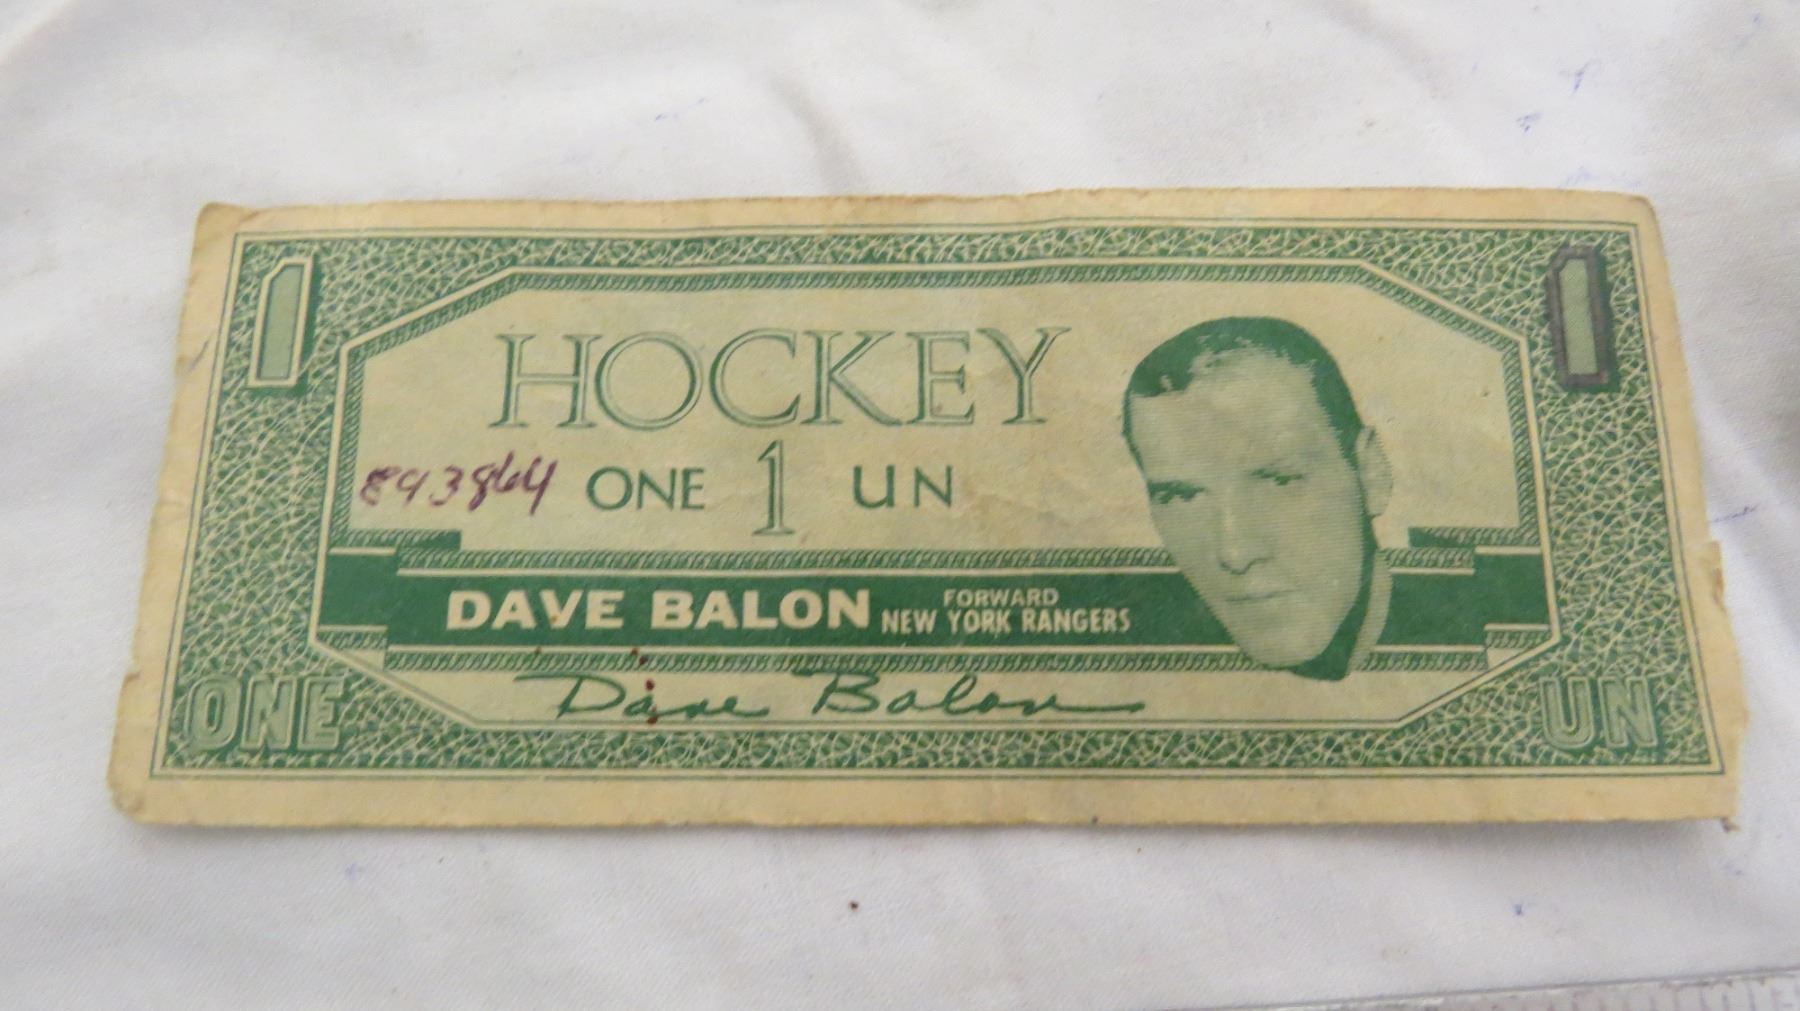 1 1
HOCKEY
893864 ONE 1 UN
DAVE BALON FORWARD
NEW YORK RANGERS
Dave Balon
ONE UN